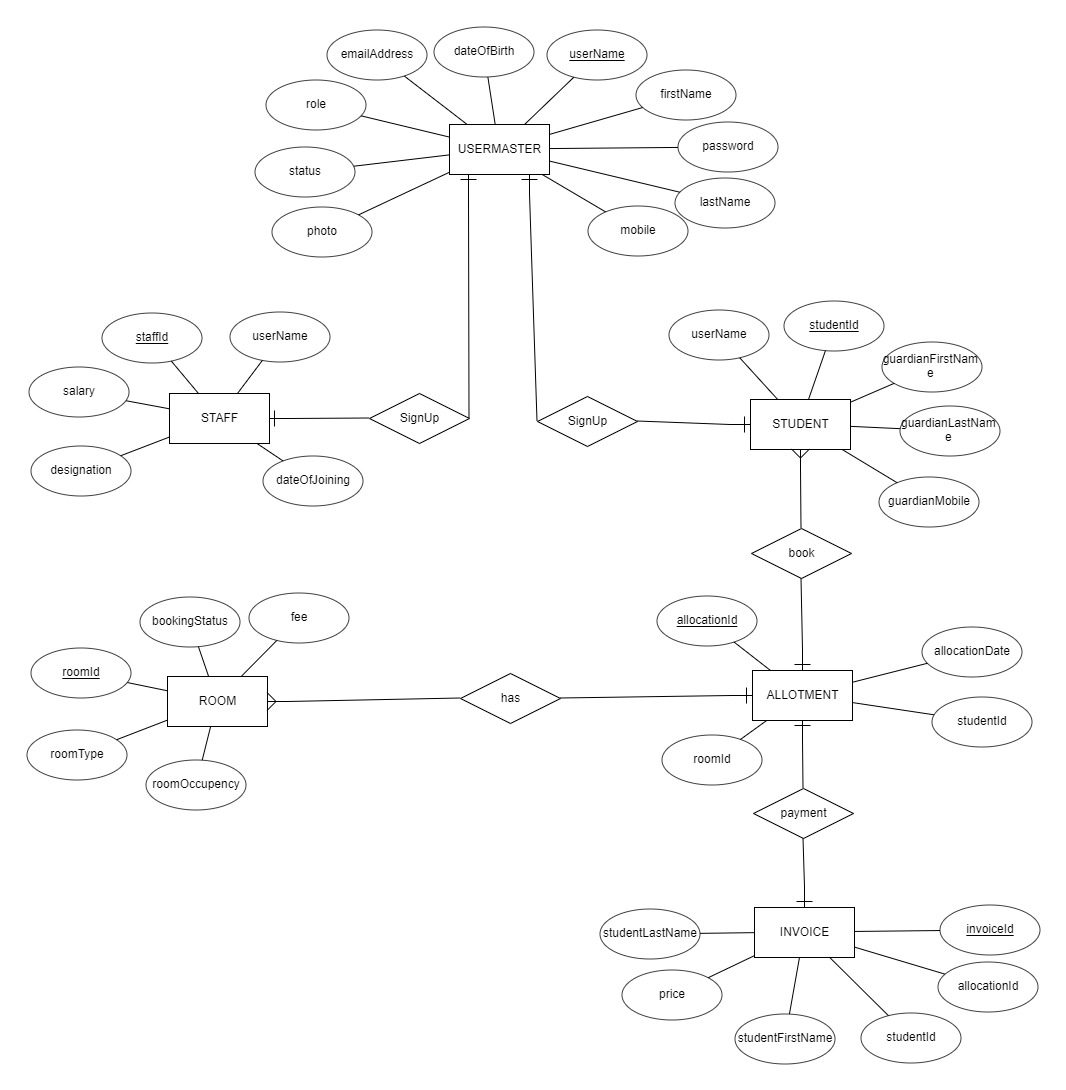 emailAddress
dateOfBirth
userName
role
firstName
USERMASTER
password
status
lastName
photo
mobile
staffId
userName
userName
studentId
guardianFirstNam
e
salary
STAFF
SignUp
SignUp
STUDENT
guardianLastNam
e
designation
dateOfJoining
guardianMobile
book
bookingStatus
fee
allocationId
roomId
allocationDate
ROOM
has
ALLOTMENT
studentId
roomType
roomId
roomOccupency
payment
studentLastName
INVOICE
invoiceId
price
allocationId
studentFirstName
studentId